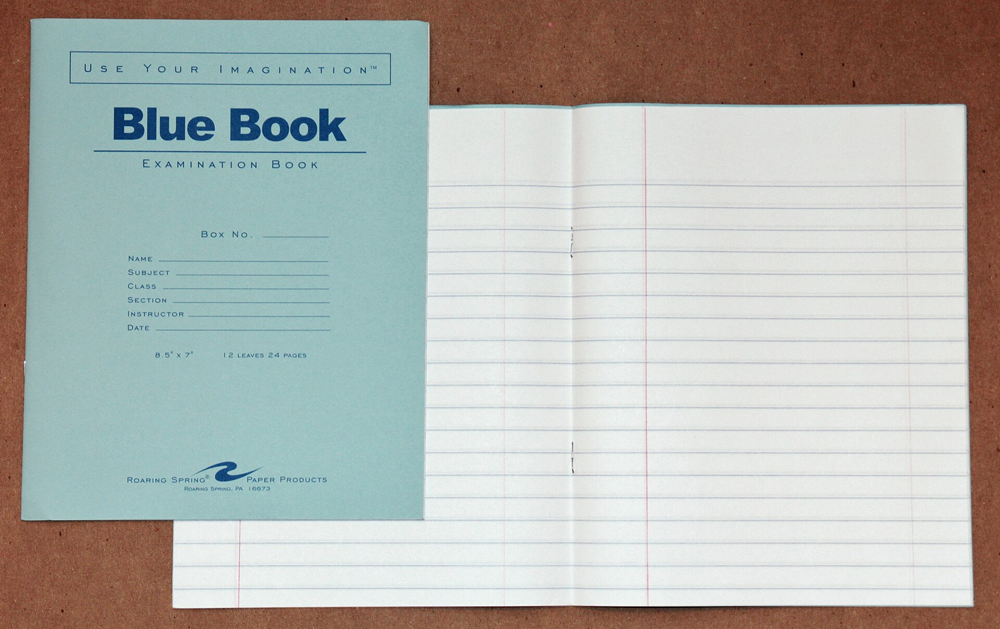 USE YOUR IMAGINATION™
Blue Book
EXAMINATION BOOK
BOX NO.
NAME
SUBJECT
CLASS
SECTION
INSTRUCTOR
DATE
8.5" X 7" 12 LEAVES 24 PAGES
ROARING SPRING® PAPER PRODUCTS
ROARING SPRING, PA 16673